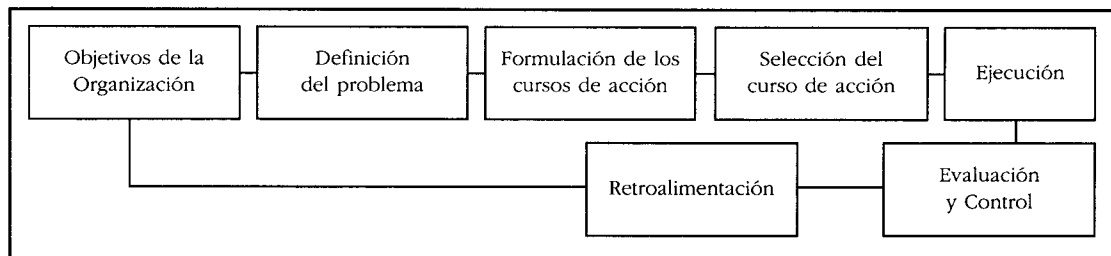 Objetivos de la
Organización
Definición
del problema
Formulación de los
cursos de acción
Selección del
curso de acción
Ejecución
Retroalimentación
Evaluación
y Control